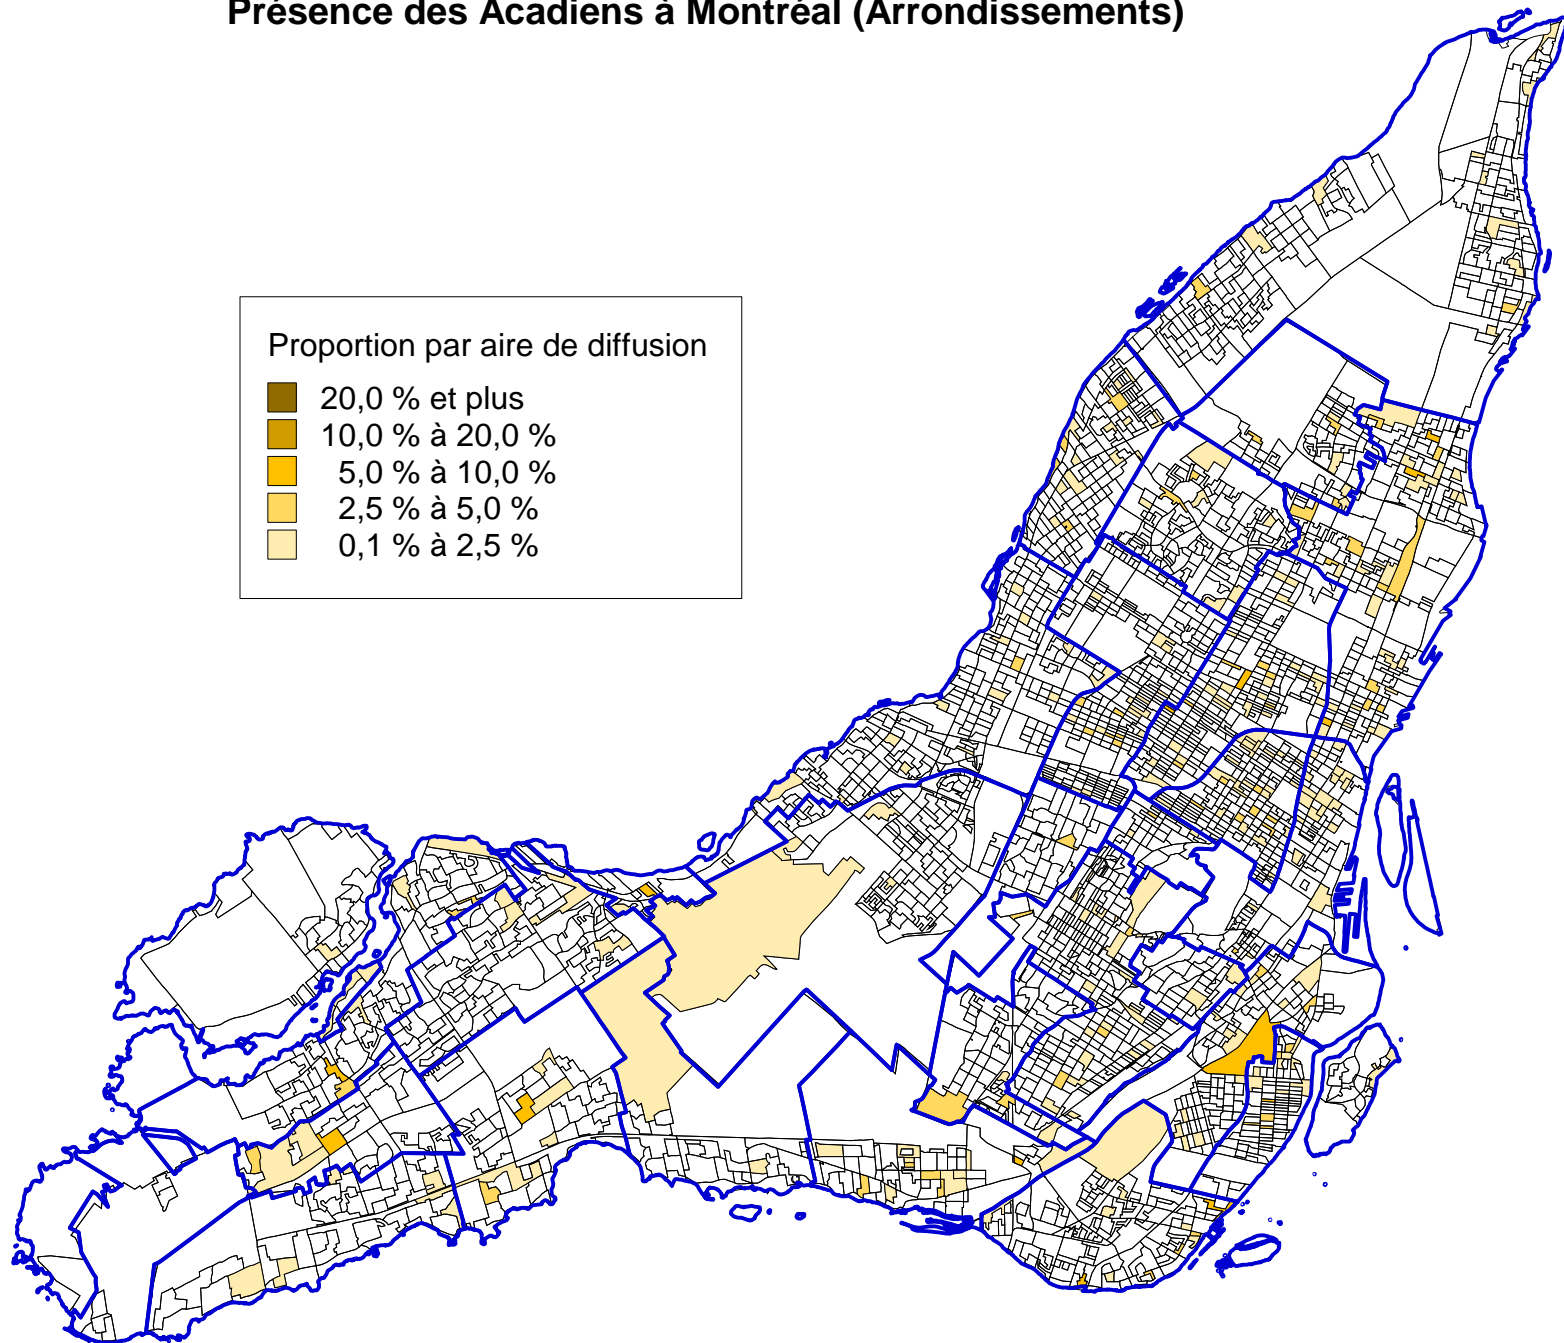 Présence des Acadiens à Montréal (Arrondissements)
Proportion par aire de diffusion
20,0 % et plus
10,0 % à 20,0 %
5,0 % à 10,0 %
2,5 % à 5,0 %
0,1 % à 2,5 %